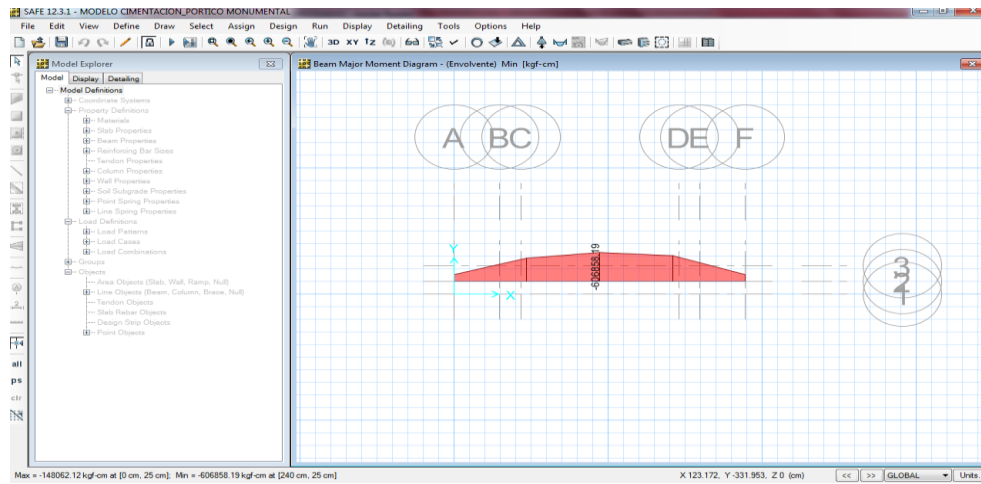 SAFE 12.3.1 - MODELO CIMENTACION_PORTICO MONUMENTAL
File Edit View Define Draw Select Assign Design Run Display Detailing Tools Options Help
3D XY
Model Explorer
Model Display Detailing
Model Definitions
Coordinate Systems
Property Definitions
Materials
Slab Properties
Beam Properties
Reinforcing Bar Sizes
Tendon Properties
Column Properties
Wall Properties
Soil Subgrade Properties
Point Spring Properties
Line Spring Properties
Load Definitions
Load Patterns
Load Cases
Load Combinations
Groups
Objects
Area Objects (Slab, Wall, Ramp, Null)
Line Objects (Beam, Column, Brace, Null)
Tendon Objects
Slab Rebar Objects
Design Strip Objects
Point Objects
all
ps
clr
Beam Major Moment Diagram - (Envolvente) Min [kgf-cm]
A B C D E F
-606858.19
Y
X
3
Max = -148062.12 kgf-cm at [0 cm, 25 cm]; Min = -606858.19 kgf-cm at [240 cm, 25 cm]
X 123.172, Y -331.953, Z 0 (cm)
<< >> GLOBAL Units